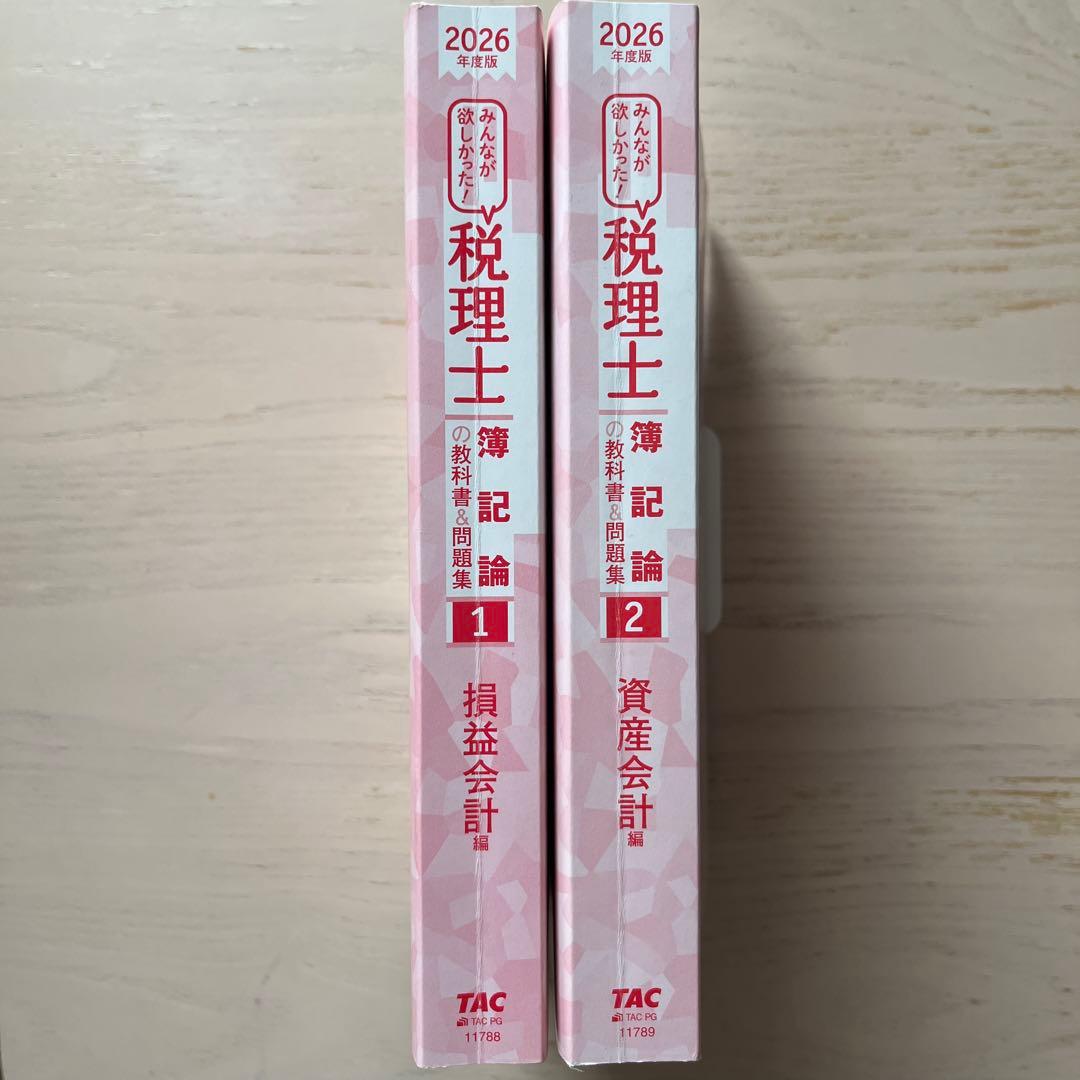 2026
年度版
みんなが
欲しかった!
税理士
簿記論
の教科書&問題集
1
損益会計編
TAC
TAC PG
11788
2026
年度版
みんなが
欲しかった!
税理士
簿記論
の教科書&問題集
2
資産会計編
TAC
TAC PG
11789